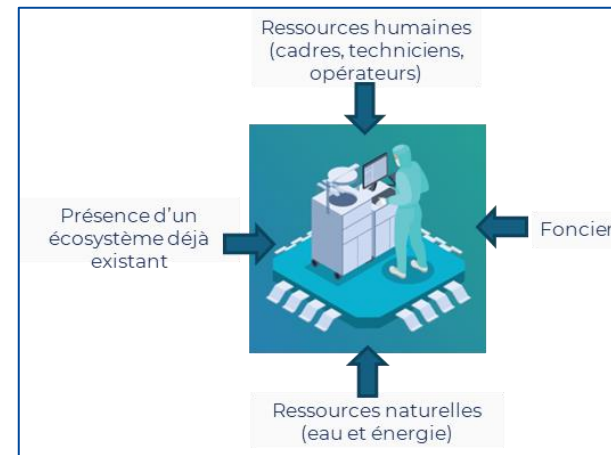 Ressources humaines
(cadres, techniciens,
opérateurs)
Présence d'un
écosystème déjà
existant
Foncier
Ressources naturelles
(eau et énergie)